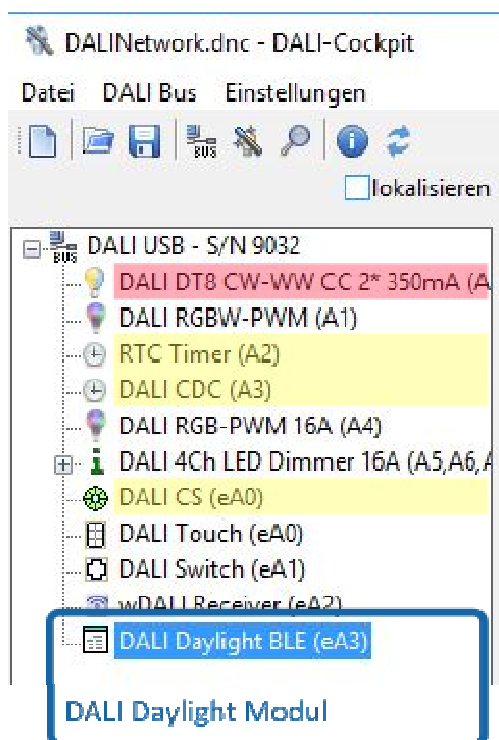 DALINetwork.dnc - DALI-Cockpit
Datei DALI Bus Einstellungen
BUS
lokalisieren
BUS DALI USB - S/N 9032
DALI DT8 CW-WW CC 2* 350mA (A
DALI RGBW-PWM (A1)
RTC Timer (A2)
DALI CDC (A3)
DALI RGB-PWM 16A (A4)
DALI 4Ch LED Dimmer 16A (A5,A6,A
DALI CS (eA0)
DALI Touch (eA0)
DALI Switch (eA1)
wDALI Receiver (eA2)
DALI Daylight BLE (eA3)
DALI Daylight Modul